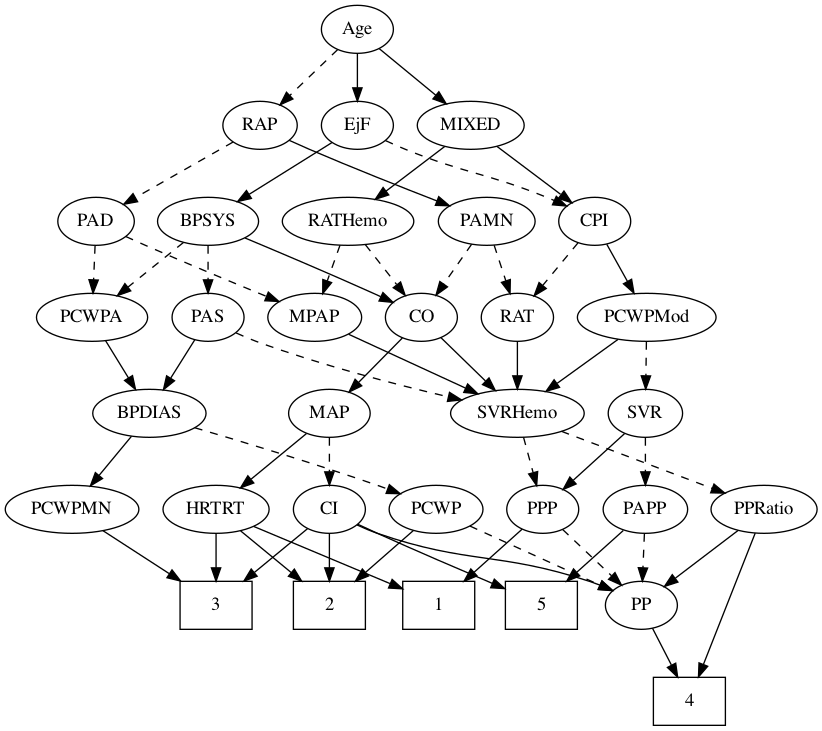 Age
RAP EjF MIXED
PAD BPSYS RATHemo PAMN CPI
PCWPA PAS MPAP CO RAT PCWPMod
BPDIAS MAP SVRHemo SVR
PCWPMN HRTRT CI PCWP PPP PAPP PPRatio
3 2 1 5 PP
4